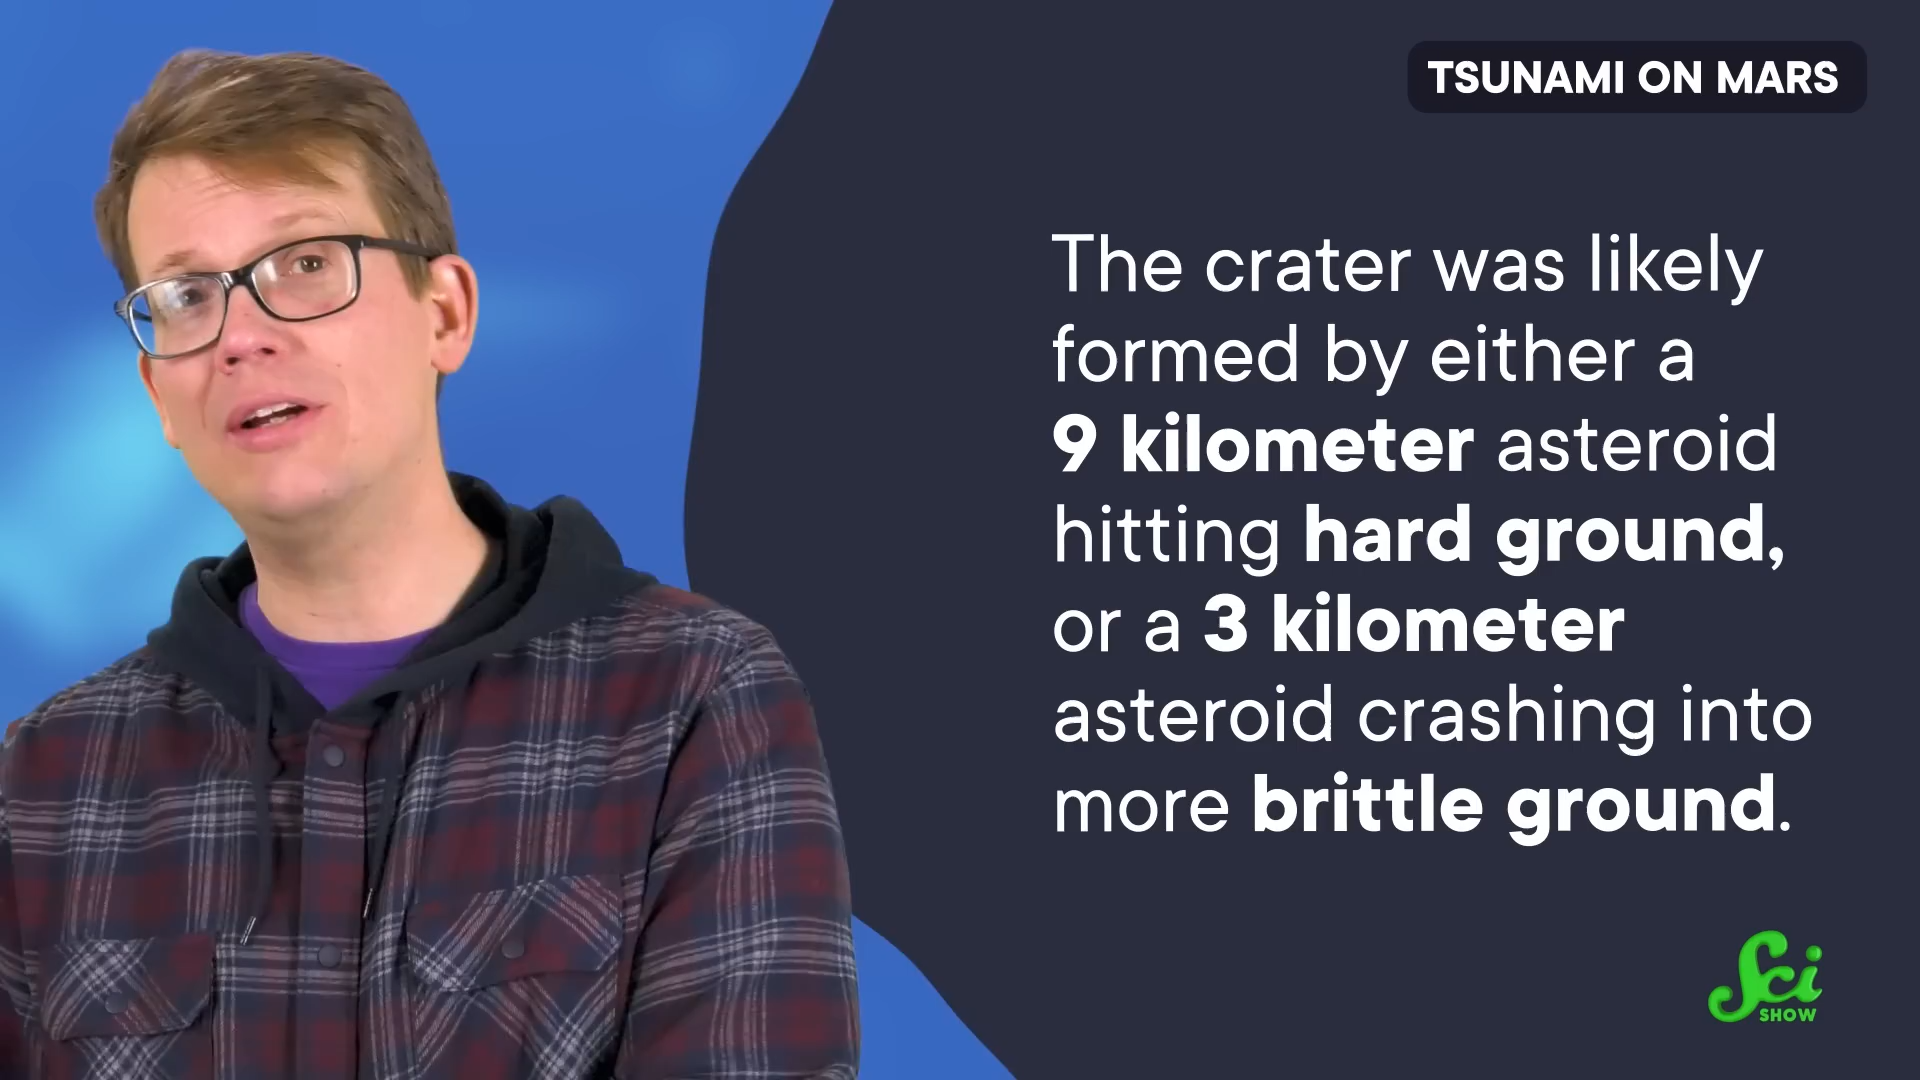 TSUNAMI ON MARS
The crater was likely
formed by either a
9 kilometer asteroid
hitting hard ground,
or a 3 kilometer
asteroid crashing into
more brittle ground.
Sci
SHOW